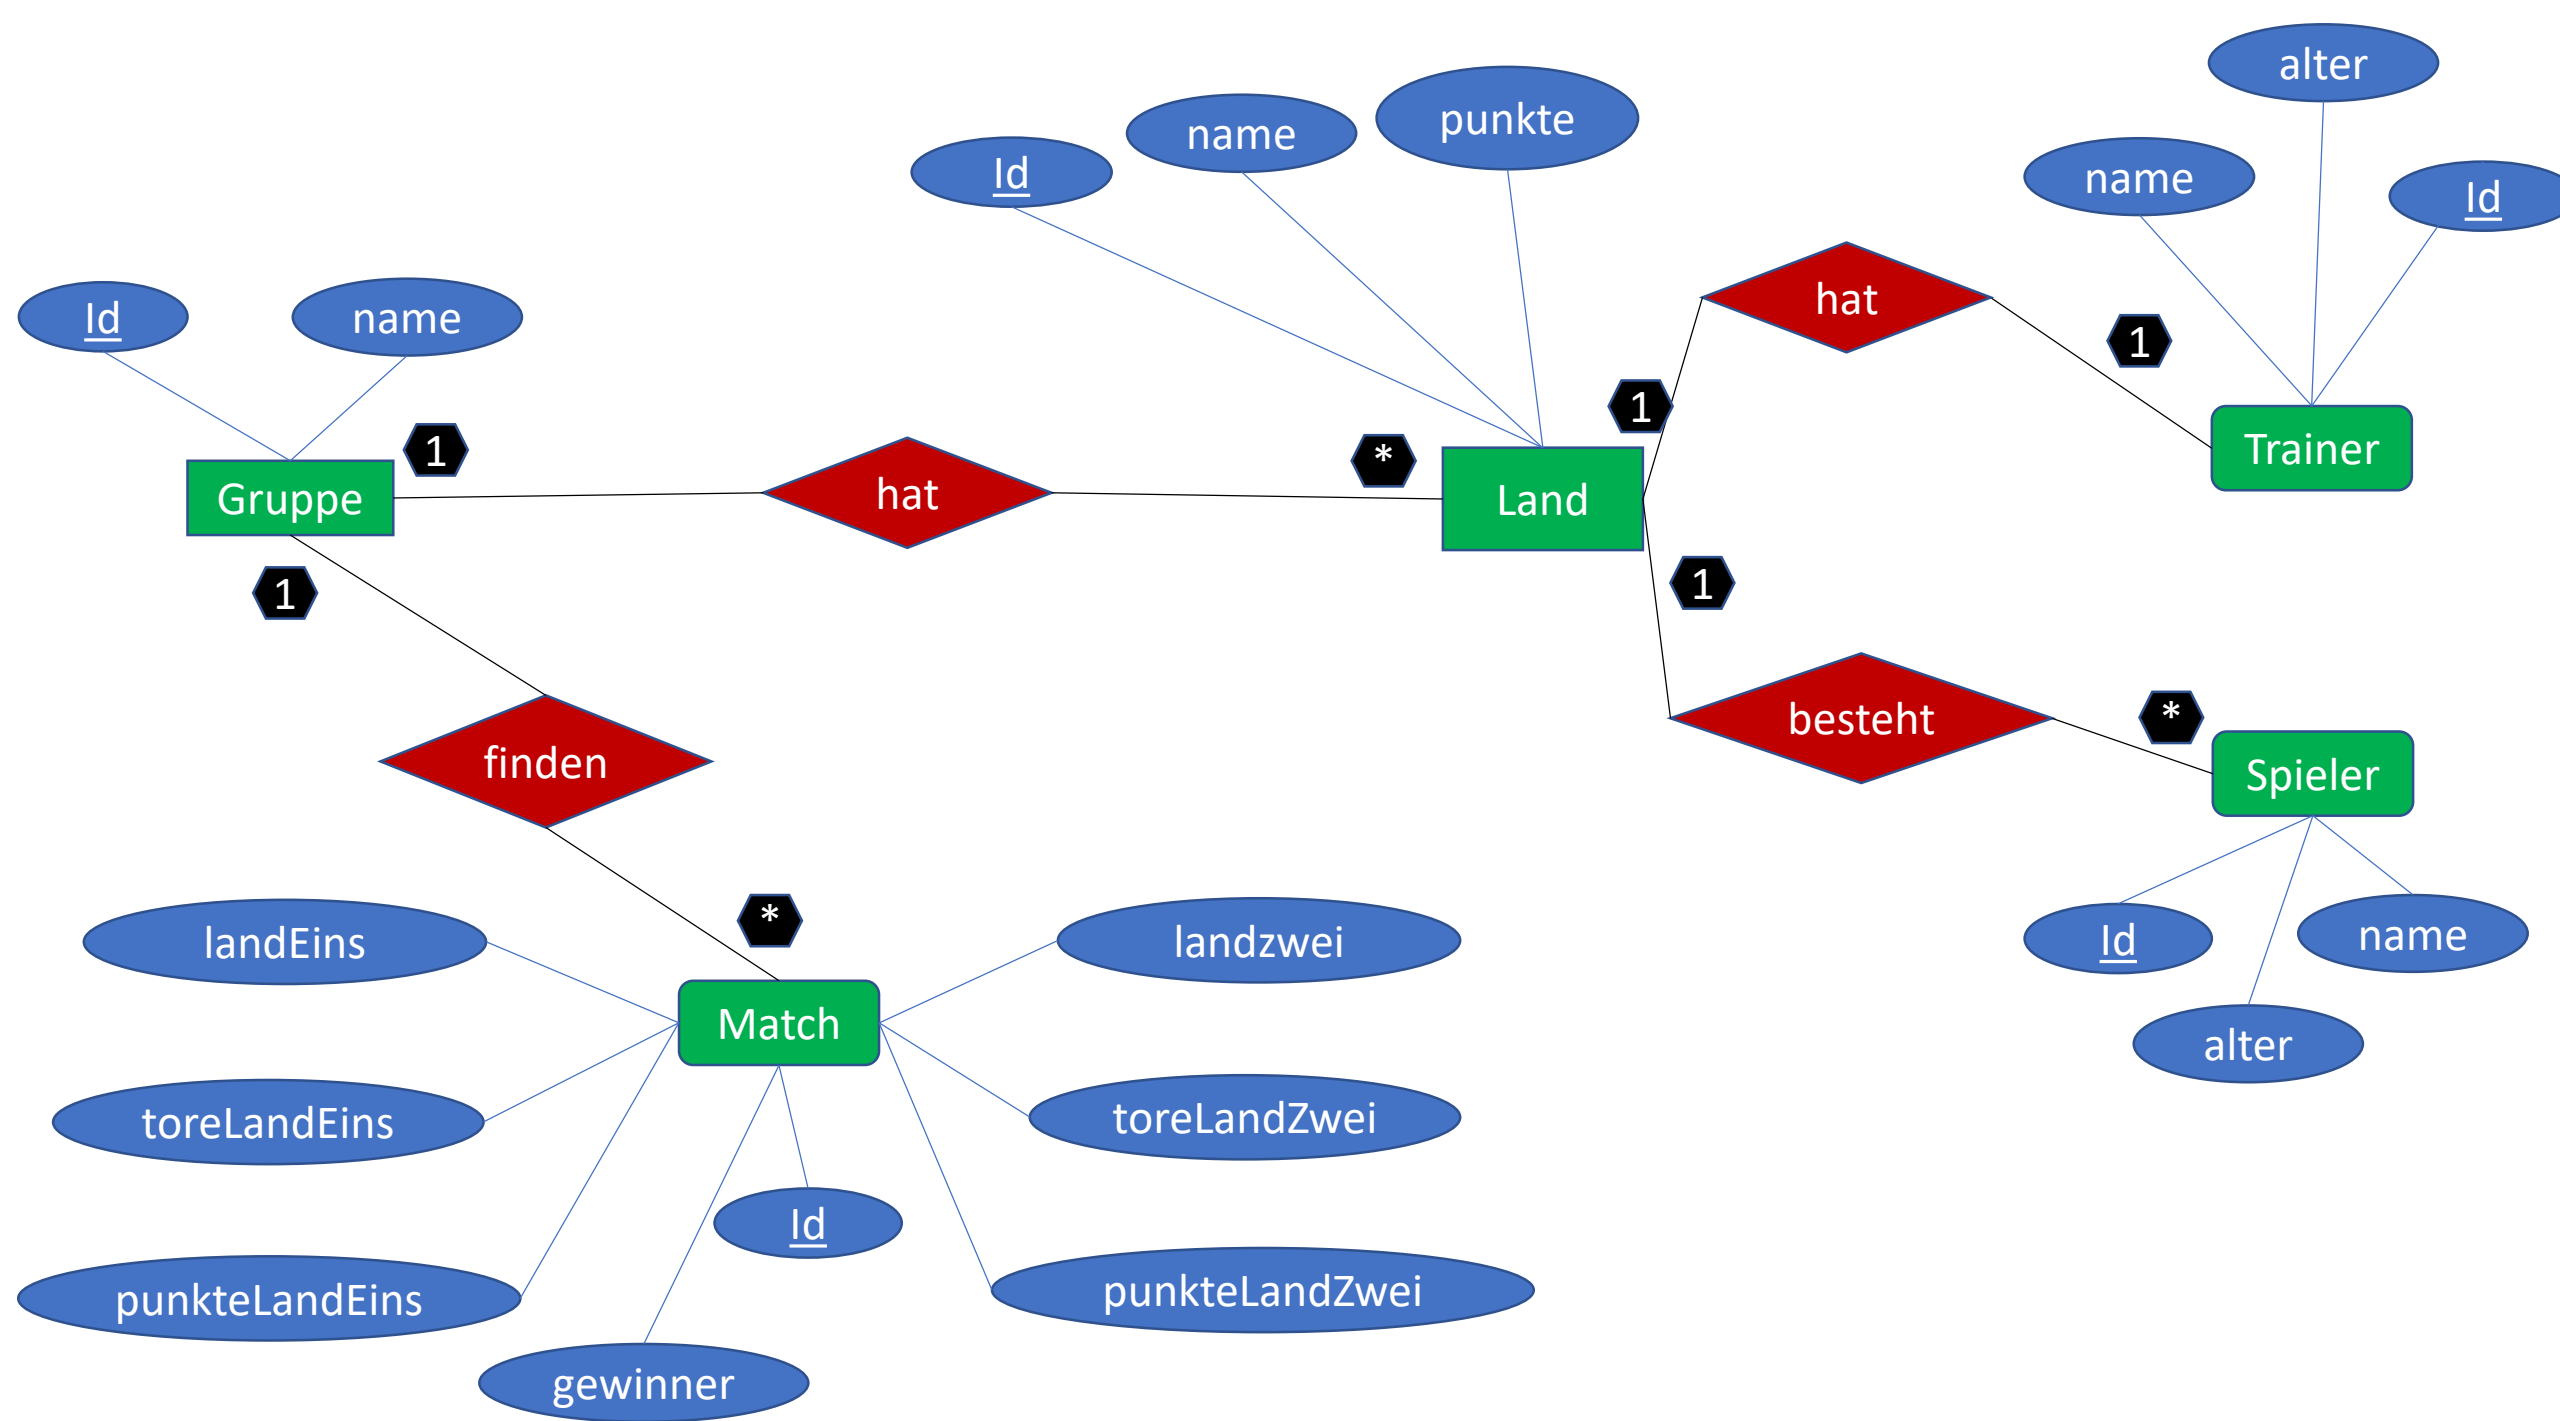 alter
punkte
name
Id
name
Id
hat
Id
name
1
1
Trainer
1
*
Gruppe
hat
Land
1
1
finden
besteht
*
Spieler
*
landEins
landzwei
Id
name
Match
alter
toreLandEins
toreLandZwei
Id
punkteLandEins
punkteLandZwei
gewinner